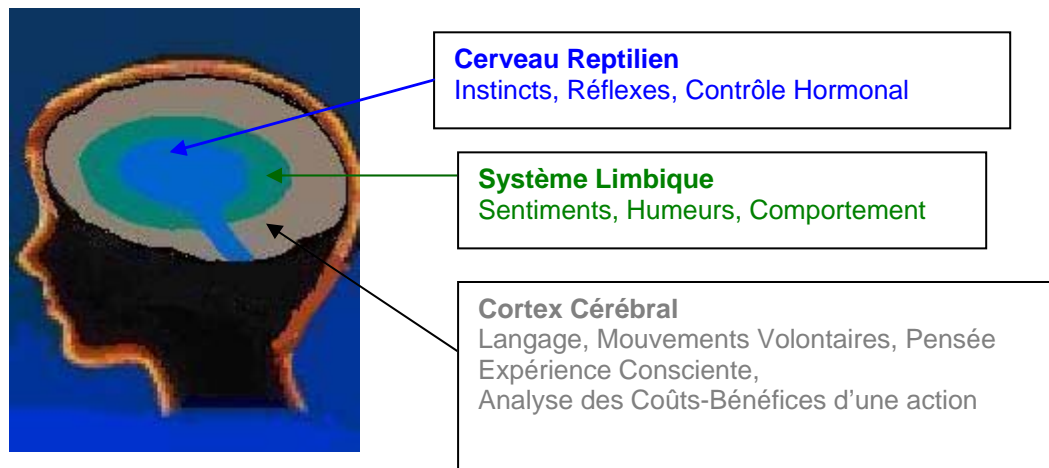 Cerveau Reptilien
Instincts, Réflexes, Contrôle Hormonal
Système Limbique
Sentiments, Humeurs, Comportement
Cortex Cérébral
Langage, Mouvements Volontaires, Pensée
Expérience Consciente,
Analyse des Coûts-Bénéfices d’une action